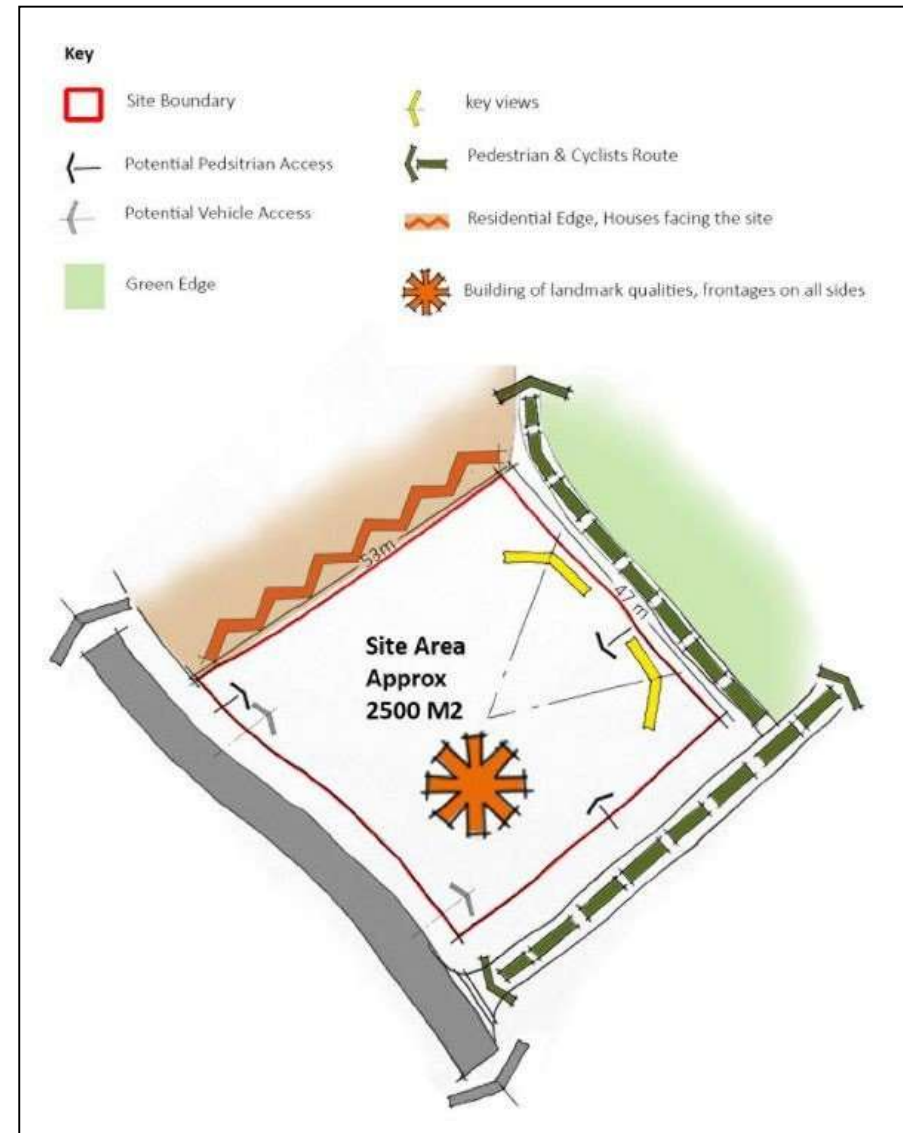 Key
Site Boundary
key views
Potential Pedsitrian Access
Pedestrian & Cyclists Route
Potential Vehicle Access
Residential Edge, Houses facing the site
Green Edge
Building of landmark qualities, frontages on all sides
53m
47 m
Site Area
Approx
2500 M2